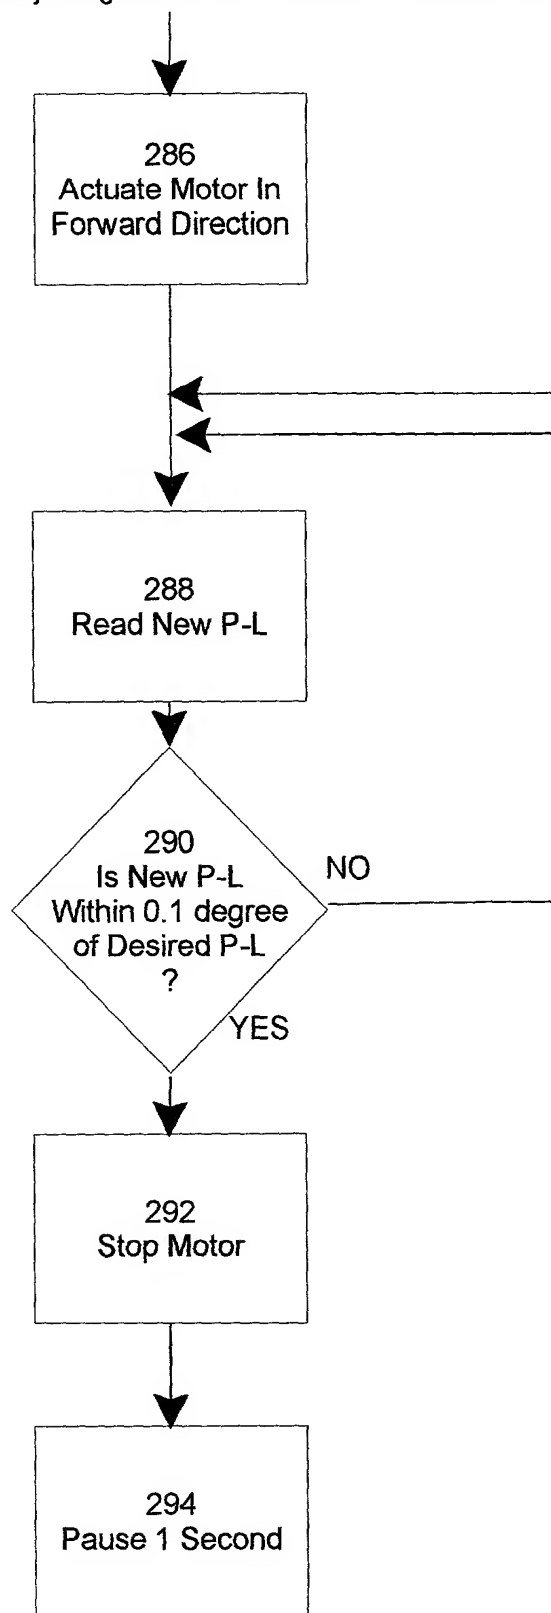 286
Actuate Motor In
Forward Direction
288
Read New P-L
290
Is New P-L
Within 0.1 degree
of Desired P-L
?
NO
YES
292
Stop Motor
294
Pause 1 Second